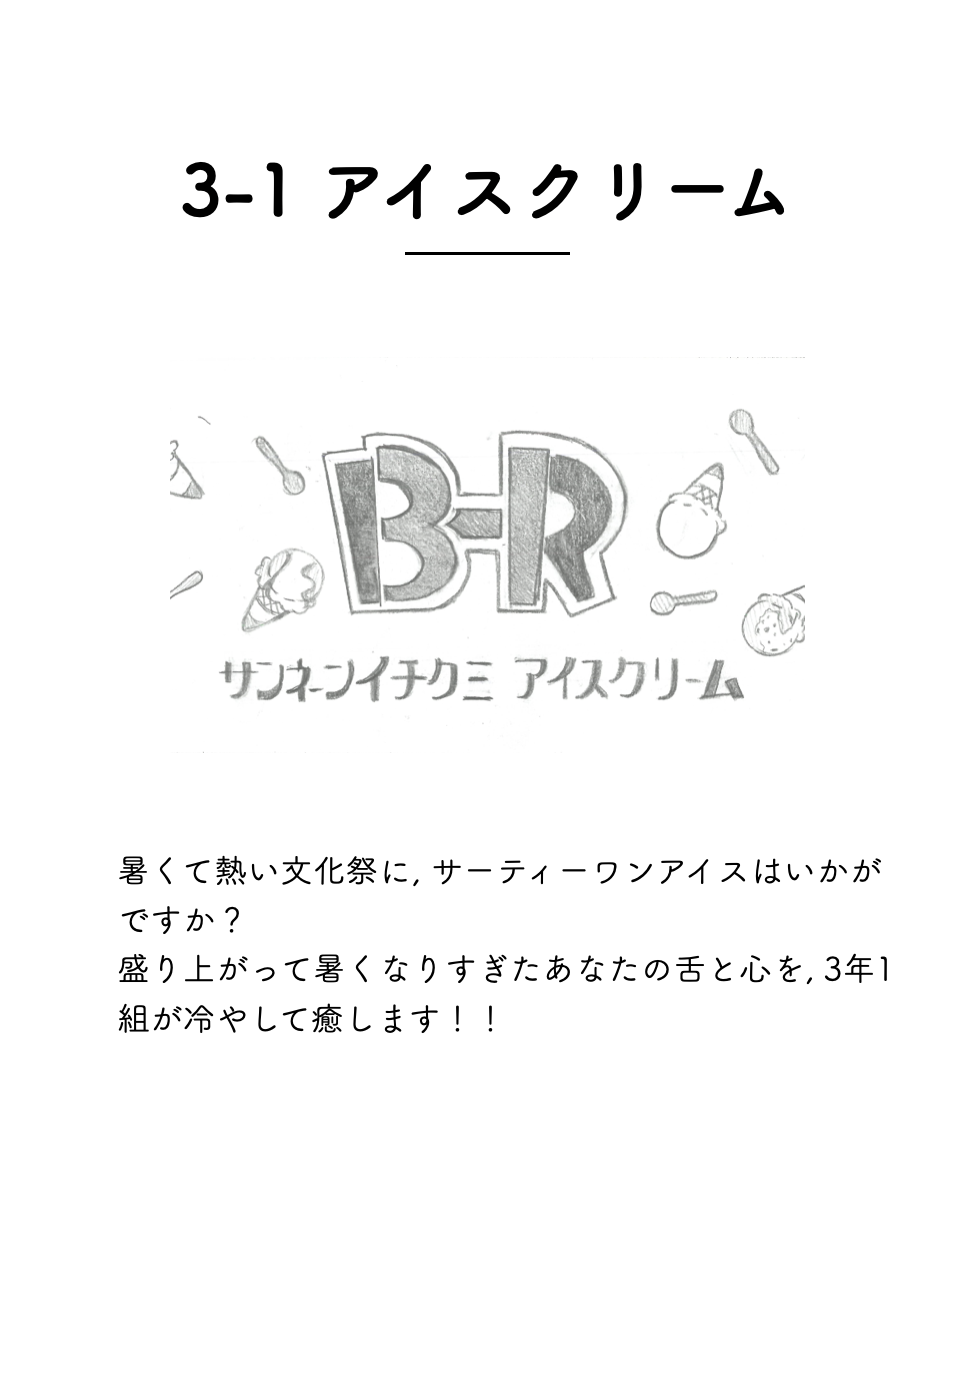 3-1 アイスクリーム
B-R
サンネンイチクミ アイスクリーム
暑くて熱い文化祭に, サーティーワンアイスはいかが
ですか？
盛り上がって暑くなりすぎたあなたの舌と心を, 3年1
組が冷やして癒します！！